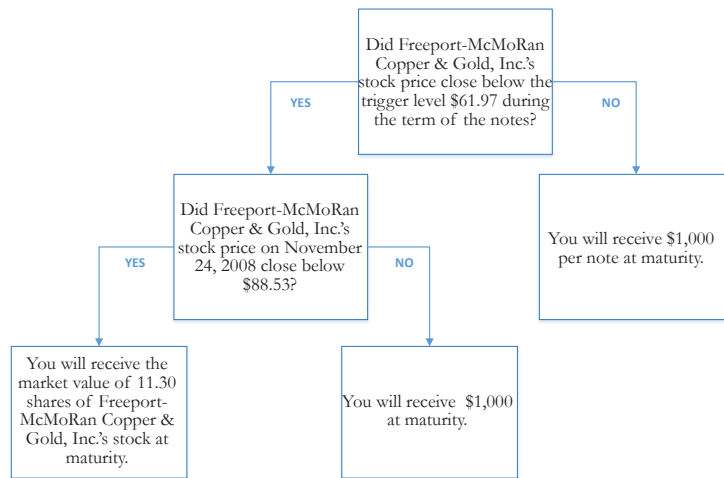 Did Freeport-McMoRan
Copper & Gold, Inc.'s
stock price close below the
trigger level $61.97 during
the term of the notes?
YES
NO
Did Freeport-McMoRan
Copper & Gold, Inc.'s
stock price on November
24, 2008 close below
$88.53?
You will receive $1,000
per note at maturity.
YES
NO
You will receive the
market value of 11.30
shares of Freeport-
McMoRan Copper &
Gold, Inc.'s stock at
maturity.
You will receive $1,000
at maturity.